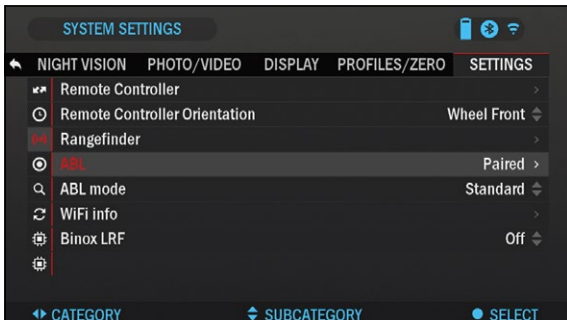 SYSTEM SETTINGS
NIGHT VISION PHOTO/VIDEO DISPLAY PROFILES/ZERO SETTINGS
Remote Controller
Remote Controller Orientation Wheel Front
Rangefinder
ABL Paired
ABL mode Standard
WiFi info
Binox LRF Off
CATEGORY SUBCATEGORY SELECT